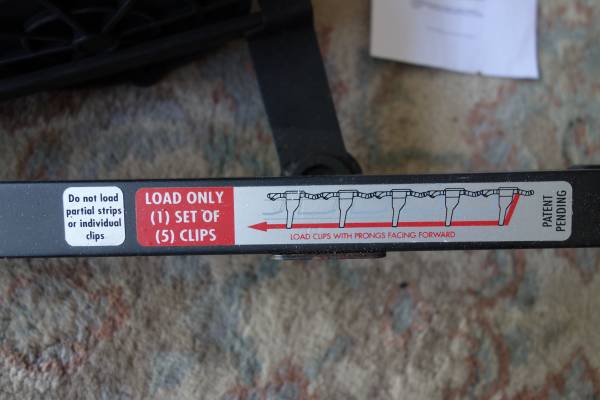 Do not load
partial strips
or individual
clips
LOAD ONLY
(1) SET OF
(5) CLIPS
LOAD CLIPS WITH PRONGS FACING FORWARD
PATENT
PENDING